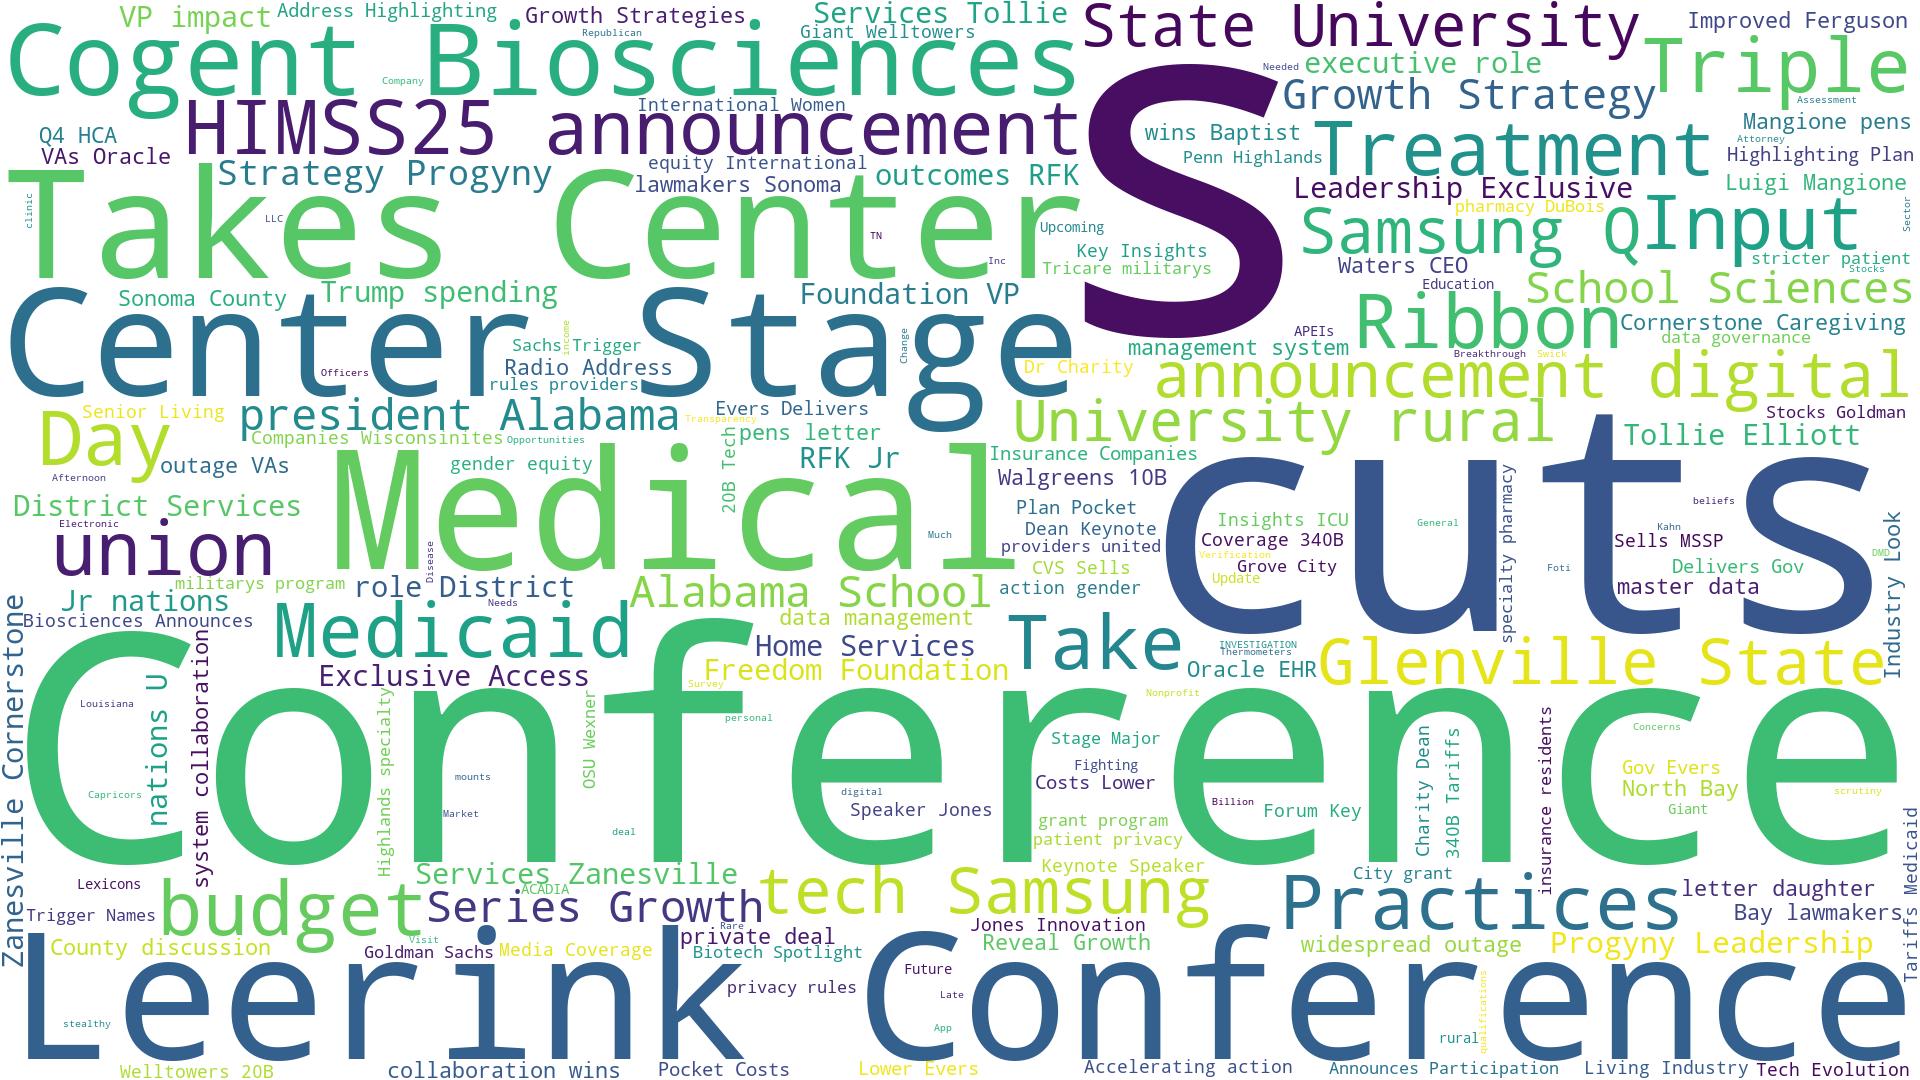 VP impact
Address Highlighting
Growth Strategies
Services Tollie
State University
Improved Ferguson
Republican
Giant Welltowers
Cogent Biosciences
Company
Needed
executive role
Triple
Growth Strategy
Assessment
International Women
HIMSS25 announcement
Q4 HCA
S
wins Baptist
Treatment
Mangione pens
Attorney
VAs Oracle
Strategy Progyny
equity International
outcomes RFK
Penn Highlands
Highlighting Plan
lawmakers Sonoma
Leadership Exclusive
Luigi Mangione
Takes Center
clinic
LLC
TN
Inc
Upcoming
pharmacy DuBois
Samsung Q
Input
Sector
Key Insights
Tricare militarys
Waters CEO
stricter patient
Stocks
Education
School Sciences
Sonoma County
Trump spending
Foundation VP
Center Stage
Sachs Trigger
income
Change
Radio Address
Officers
rules providers
APEIs
Ribbon
Cornerstone Caregiving
management system
data governance
Breakthrough
Swick
Dr Charity
announcement digital
Day
Senior Living
president Alabama
Evers Delivers
Transparency
University rural
Stocks Goldman
Companies Wisconsinites
Opportunities
pens letter
Tollie Elliott
outage VAs
gender equity
20B Tech
RFK Jr
Insurance Companies
Afternoon
Medical
Walgreens 10B
cuts
District Services
Plan Pocket
specialty pharmacy
beliefs
Electronic
Dean Keynote
Insights ICU
General
Kahn
Industry Look
union
Much
providers united
Coverage 340B
Sells MSSP
Disease
Verification
DMD
militarys program
role District
CVS Sells
Grove City
Foti
Delivers Gov
Update
action gender
master data
Jr nations
Needs
Alabama School
Biosciences Announces
Medicaid
data management
Take
Home Services
INVESTIGATION
Thermometers
Glenville State
Exclusive Access
Freedom Foundation
Oracle EHR
Zanesville Cornerstone
Conference
system collaboration
nations U
Survey
Nonprofit
Louisiana
Highlands specialty
OSU Wexner
personal
Stage Major
Charity Dean
340B Tariffs
insurance residents
Concerns
Fighting
mounts
Costs Lower
Gov Evers
North Bay
Capricors
digital
scrutiny
Billion
Market
Speaker Jones
Forum Key
Giant
deal
grant program
patient privacy
Tariffs Medicaid
Keynote Speaker
Services Zanesville
City grant
Lexicons
ACADIA
tech Samsung
Practices
letter daughter
budget
Series Growth
Trigger Names
Bay lawmakers
Jones Innovation
Rare
private deal
Visit
County discussion
Goldman Sachs
Media Coverage
Biotech Spotlight
Reveal Growth
widespread outage
Progyny Leadership
Leerink Conference
Future
privacy rules
Late
qualifications
stealthy
App
rural
Welltowers 20B
collaboration wins
Pocket Costs
Lower Evers
Accelerating action
Announces Participation
Living Industry
Tech Evolution